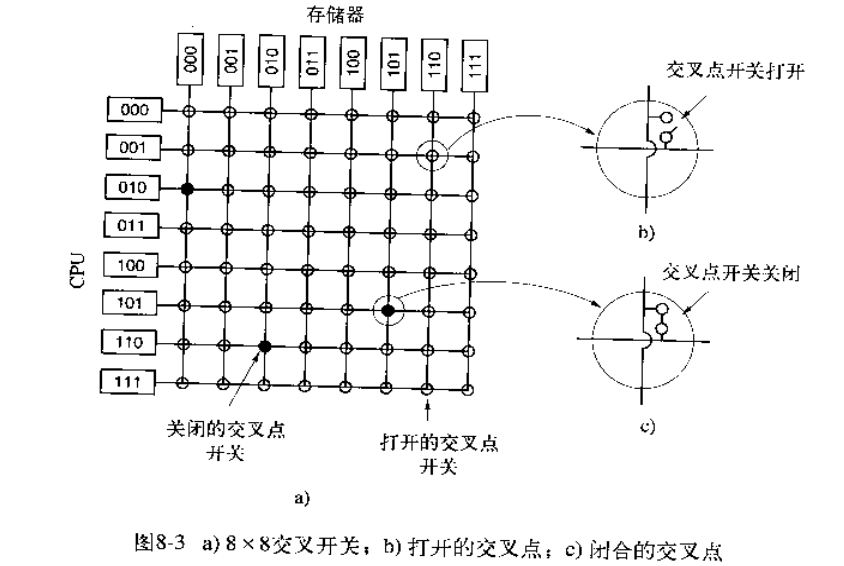 存储器
000 001 010 011 100 101 110 111
000
001
010
011
100
101
110
111
CPU
交叉点开关打开
b)
交叉点开关关闭
c)
关闭的交叉点
开关
打开的交叉点
开关
a)
图8-3 a) 8×8交叉开关；b) 打开的交叉点；c) 闭合的交叉点